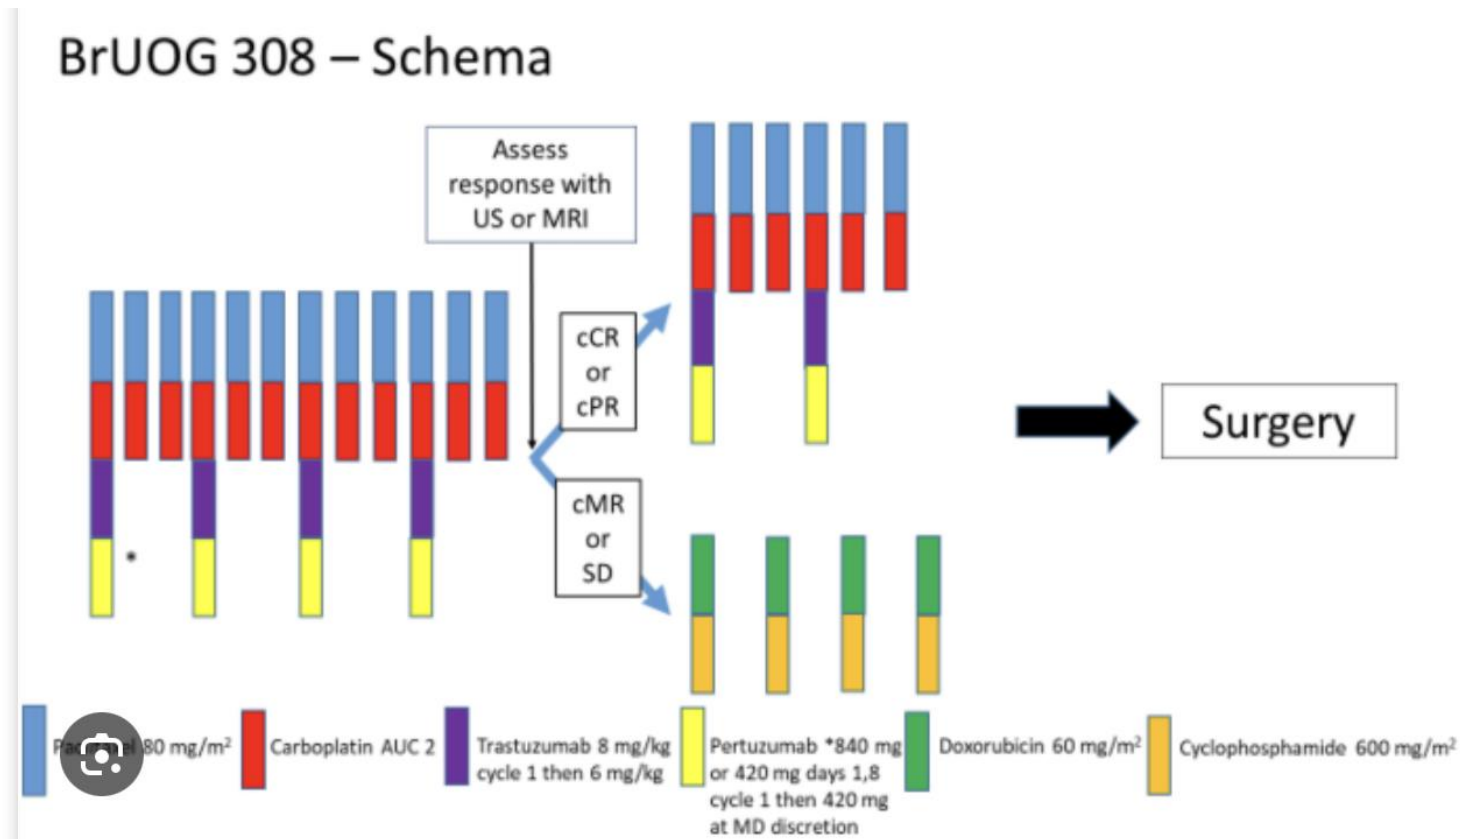 BrUOG 308 – Schema
Assess
response with
US or MRI
cCR
or
cPR
cMR
or
SD
*
Surgery
80 mg/m²
Carboplatin AUC 2
Trastuzumab 8 mg/kg
cycle 1 then 6 mg/kg
Pertuzumab *840 mg
or 420 mg days 1,8
cycle 1 then 420 mg
at MD discretion
Doxorubicin 60 mg/m²
Cyclophosphamide 600 mg/m²